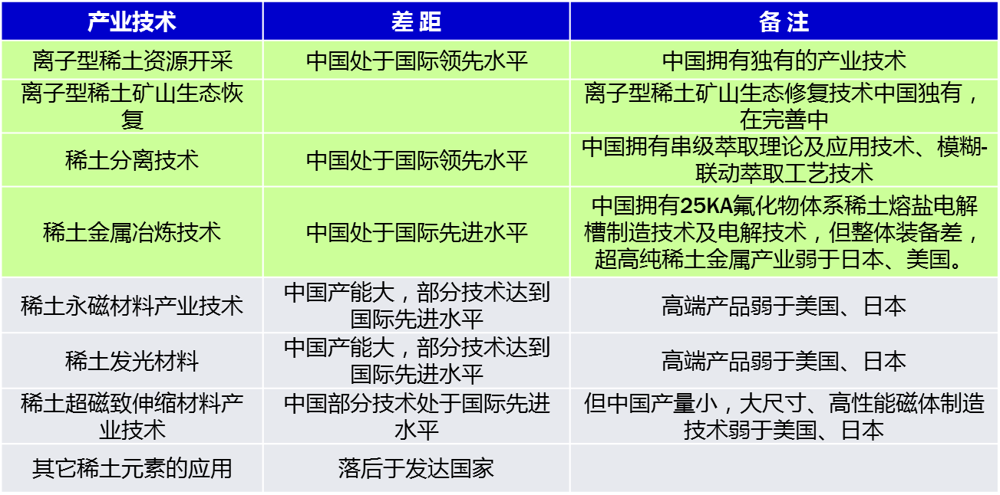 产业技术
差 距
备 注
离子型稀土资源开采
中国处于国际领先水平
中国拥有独有的产业技术
离子型稀土矿山生态恢
复
离子型稀土矿山生态修复技术中国独有，
在完善中
稀土分离技术
中国处于国际领先水平
中国拥有串级萃取理论及应用技术、模糊-
联动萃取工艺技术
稀土金属冶炼技术
中国处于国际先进水平
中国拥有25KA氟化物体系稀土熔盐电解
槽制造技术及电解技术，但整体装备差，
超高纯稀土金属产业弱于日本、美国。
稀土永磁材料产业技术
中国产能大，部分技术达到
国际先进水平
高端产品弱于美国、日本
稀土发光材料
中国产能大，部分技术达到
国际先进水平
高端产品弱于美国、日本
稀土超磁致伸缩材料产
业技术
中国部分技术处于国际先进
水平
但中国产量小，大尺寸、高性能磁体制造
技术弱于美国、日本
其它稀土元素的应用
落后于发达国家